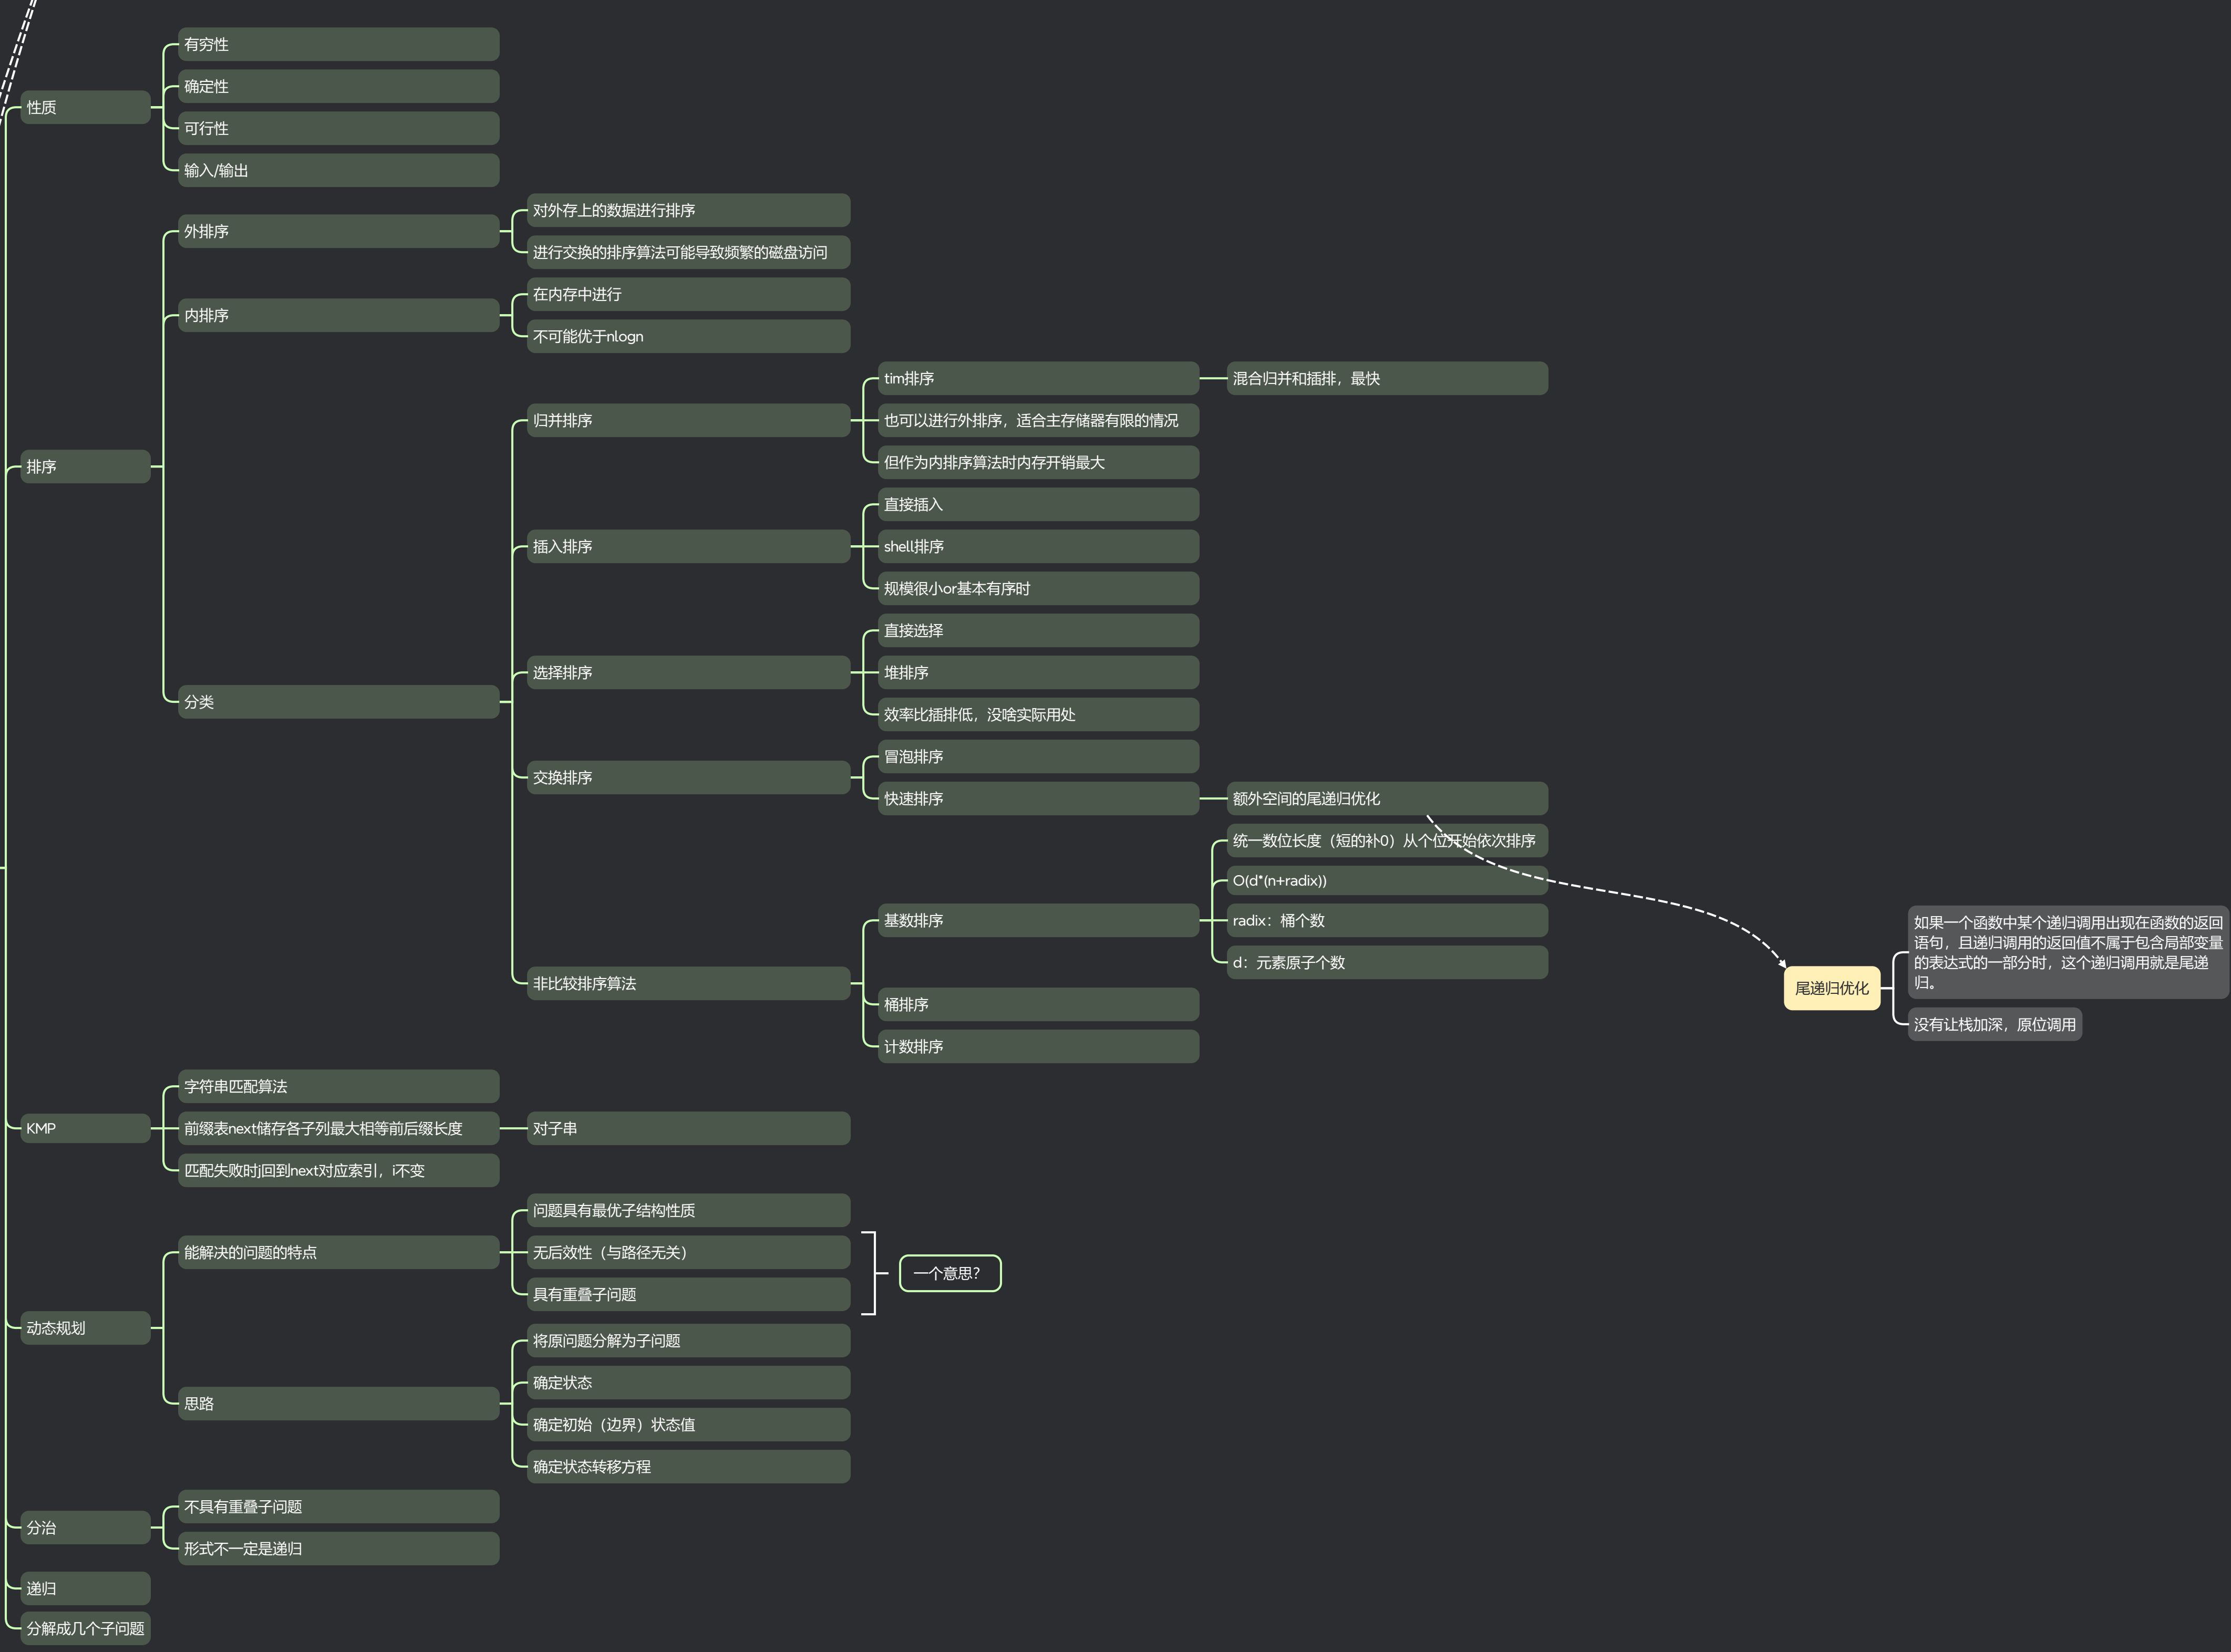 性质
有穷性
确定性
可行性
输入/输出
排序
外排序
对外存上的数据进行排序
进行交换的排序算法可能导致频繁的磁盘访问
内排序
在内存中进行
不可能优于nlogn
分类
归并排序
tim排序
混合归并和插排，最快
也可以进行外排序，适合主存储器有限的情况
但作为内排序算法时内存开销最大
插入排序
直接插入
shell排序
规模很小or基本有序时
选择排序
直接选择
堆排序
效率比插排低，没啥实际用处
交换排序
冒泡排序
快速排序
额外空间的尾递归优化
非比较排序算法
基数排序
统一数位长度（短的补0）从个位开始依次排序
O(d*(n+radix))
radix：桶个数
d：元素原子个数
桶排序
计数排序
尾递归优化
如果一个函数中某个递归调用出现在函数的返回
语句，且递归调用的返回值不属于包含局部变量
的表达式的一部分时，这个递归调用就是尾递
归。
没有让栈加深，原位调用
KMP
字符串匹配算法
前缀表next储存各子列最大相等前后缀长度
对子串
匹配失败时j回到next对应索引，i不变
动态规划
能解决的问题的特点
问题具有最优子结构性质
无后效性（与路径无关）
具有重叠子问题
一个意思？
思路
将原问题分解为子问题
确定状态
确定初始（边界）状态值
确定状态转移方程
分治
不具有重叠子问题
形式不一定是递归
递归
分解成几个子问题